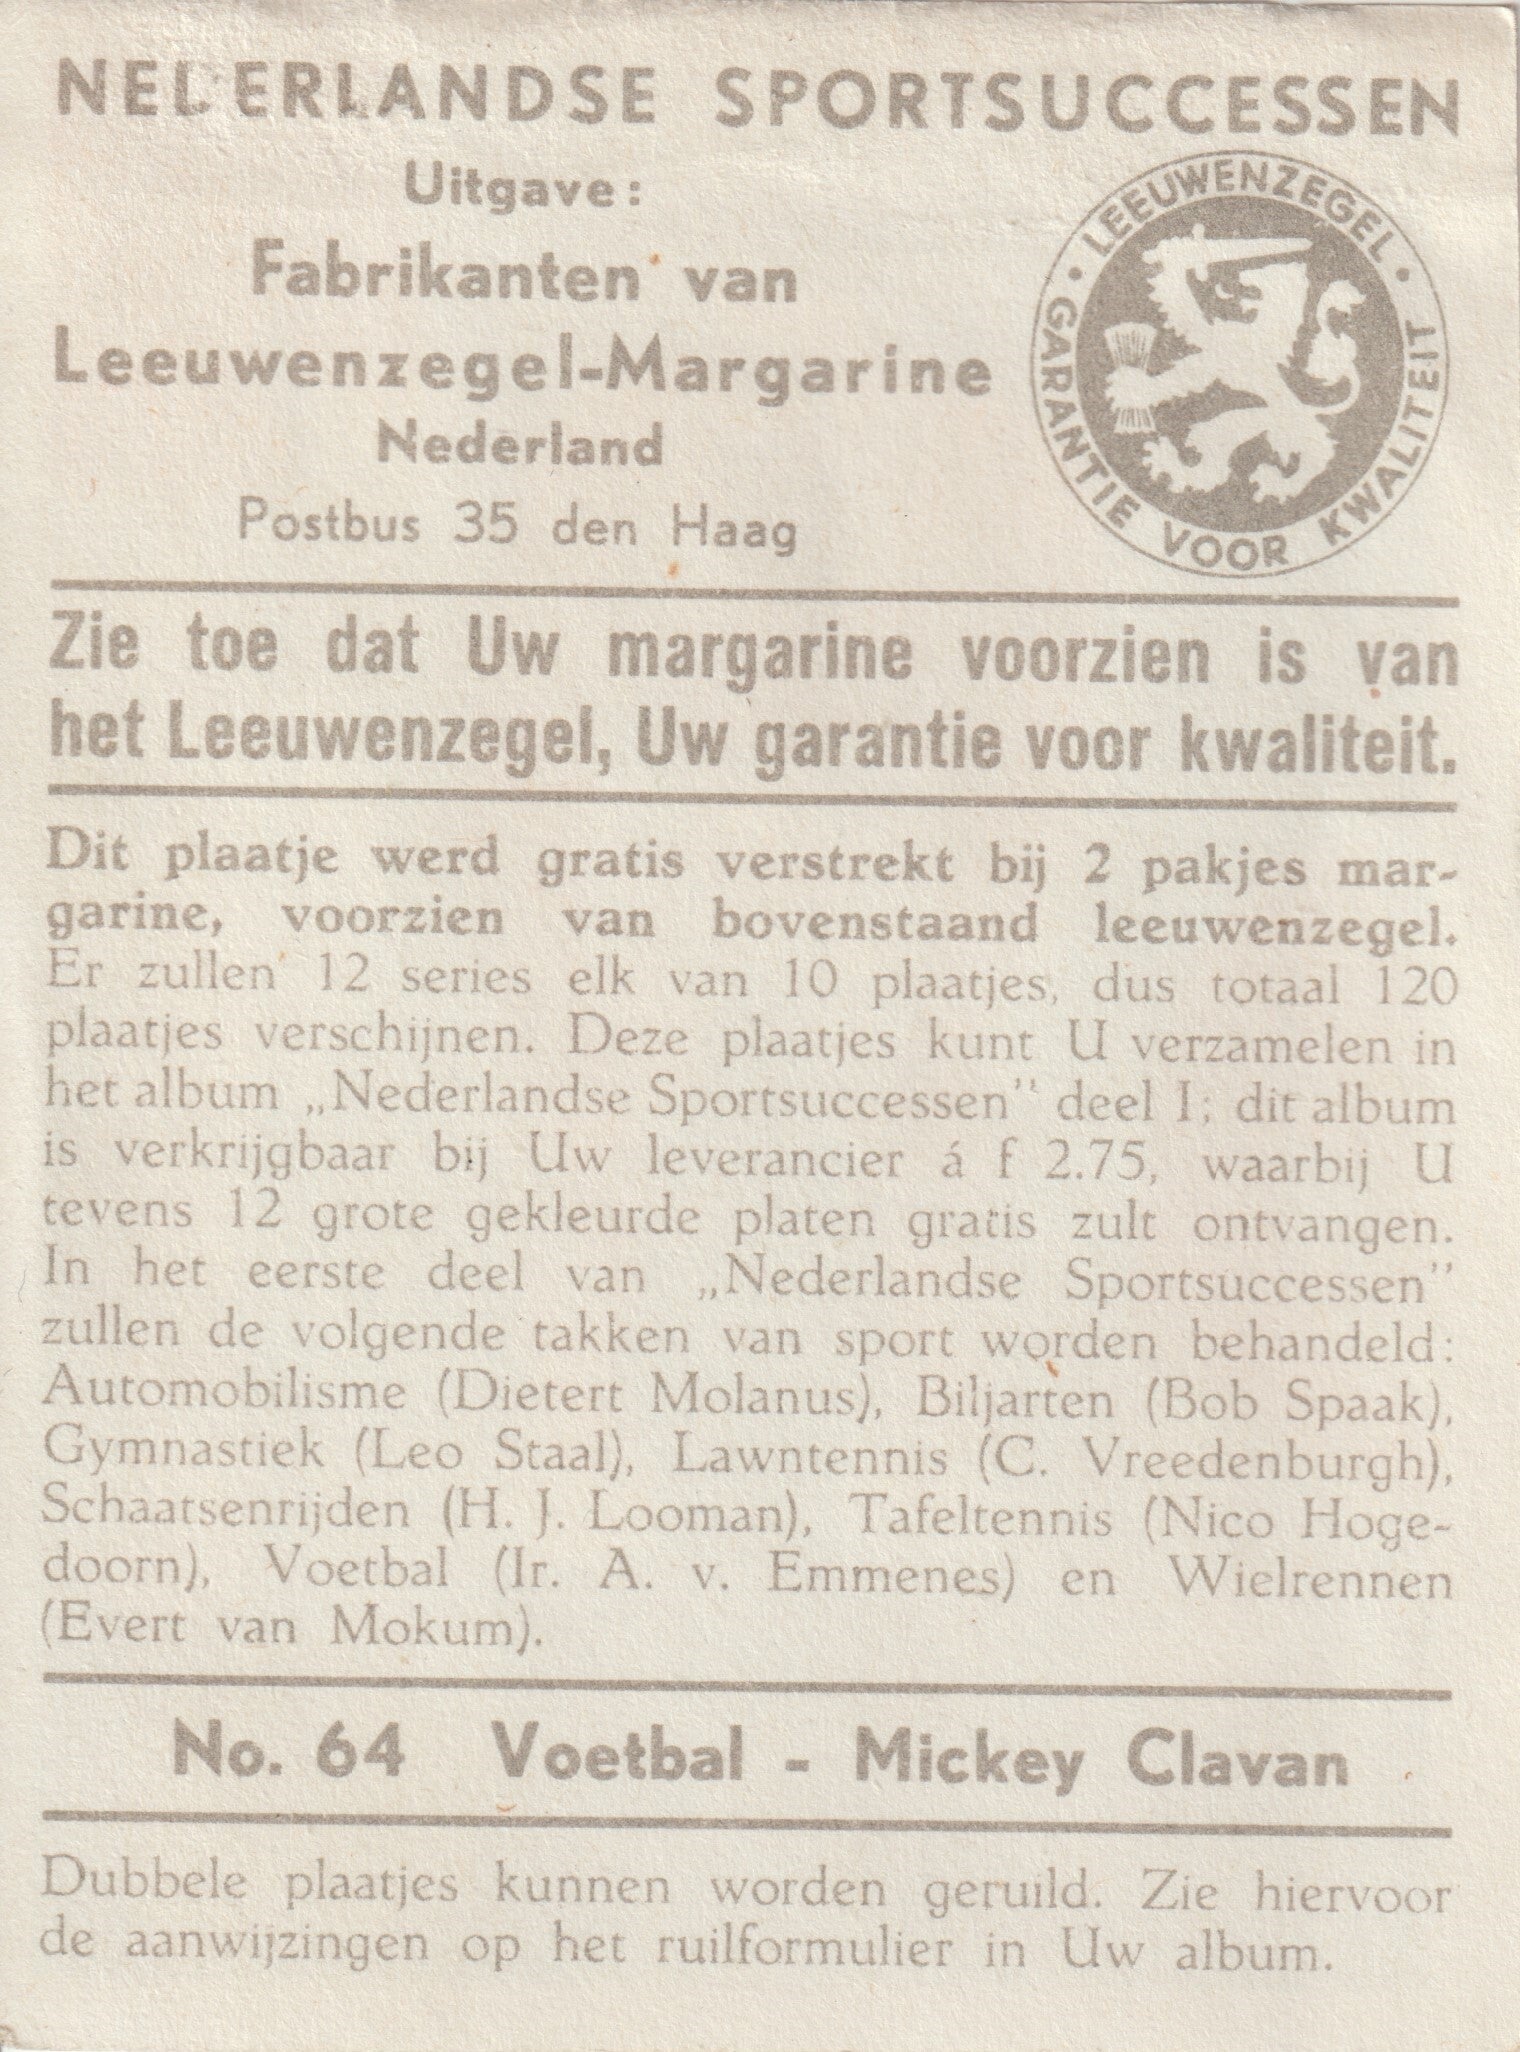 NEDERLANDSE SPORTSUCCESSEN
Uitgave:
Fabrikanten van
Leeuwenzegel-Margarine
Nederland
Postbus 35 den Haag
• LEEUWENZEGEL •
GARANTIE VOOR KWALITEIT
Zie toe dat Uw margarine voorzien is van
het Leeuwenzegel, Uw garantie voor kwaliteit.
Dit plaatje werd gratis verstrekt bij 2 pakjes mar-
garine, voorzien van bovenstaand leeuwenzegel.
Er zullen 12 series elk van 10 plaatjes, dus totaal 120
plaatjes verschijnen. Deze plaatjes kunt U verzamelen in
het album „Nederlandse Sportsuccessen” deel I; dit album
is verkrijgbaar bij Uw leverancier á f 2.75, waarbij U
tevens 12 grote gekleurde platen gratis zult ontvangen.
In het eerste deel van „Nederlandse Sportsuccessen”
zullen de volgende takken van sport worden behandeld:
Automobilisme (Dietert Molanus), Biljarten (Bob Spaak),
Gymnastiek (Leo Staal), Lawntennis (C. Vreedenburgh),
Schaatsenrijden (H. J. Looman), Tafeltennis (Nico Hoge-
doorn), Voetbal (Ir. A. v. Emmenes) en Wielrennen
(Evert van Mokum).
No. 64 Voetbal - Mickey Clavan
Dubbele plaatjes kunnen worden geruild. Zie hiervoor
de aanwijzingen op het ruilformulier in Uw album.